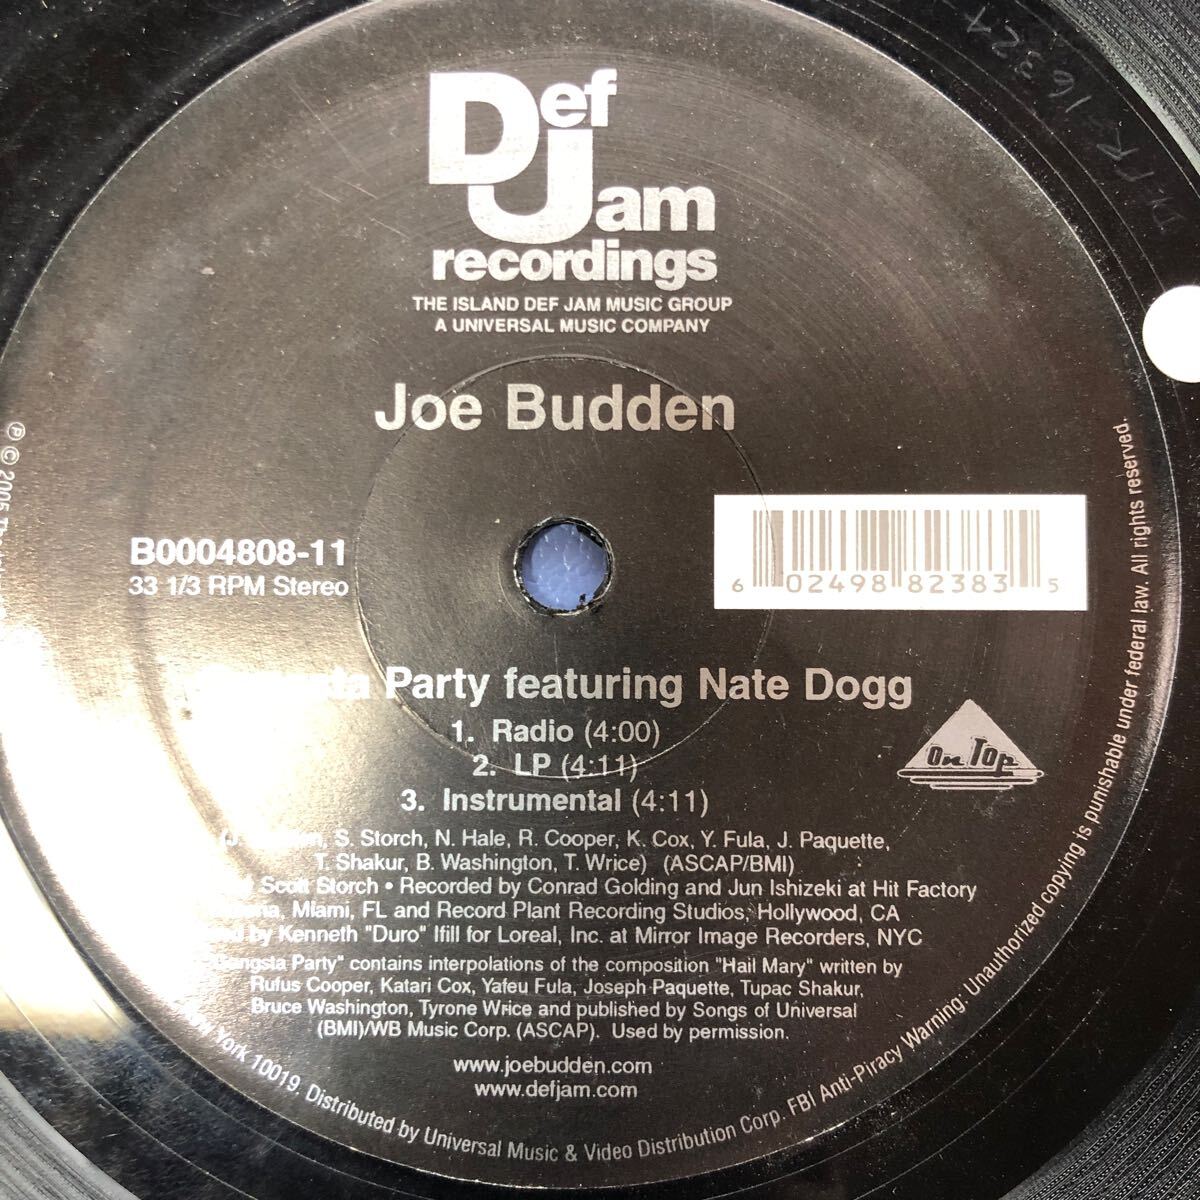 Def Jam
recordings
THE ISLAND DEF JAM MUSIC GROUP
A UNIVERSAL MUSIC COMPANY
Joe Budden
B0004808-11
33 1/3 RPM Stereo
6 02498 82383 5
Party featuring Nate Dogg
1. Radio (4:00)
2. LP (4:11)
3. Instrumental (4:11)
On Top
S. Storch, N. Hale, R. Cooper, K. Cox, Y. Fula, J. Paquette,
T. Shakur, B. Washington, T. Wrice) (ASCAP/BMI)
Scott Storch • Recorded by Conrad Golding and Jun Ishizeki at Hit Factory
MIami, FL and Record Plant Recording Studios, Hollywood, CA
by Kenneth "Duro" Ifill for Loreal, Inc. at Mirror Image Recorders, NYC
Gangsta Party" contains interpolations of the composition "Hail Mary" written by
Rufus Cooper, Katari Cox, Yafeu Fula, Joseph Paquette, Tupac Shakur,
Bruce Washington, Tyrone Wrice and published by Songs of Universal
(BMI)/WB Music Corp. (ASCAP). Used by permission.
www.joebudden.com
www.defjam.com
℗ © 2005
New York 10019. Distributed by Universal Music & Video Distribution Corp. FBI Anti-Piracy Warning: Unauthorized copying is punishable under federal law. All rights reserved.